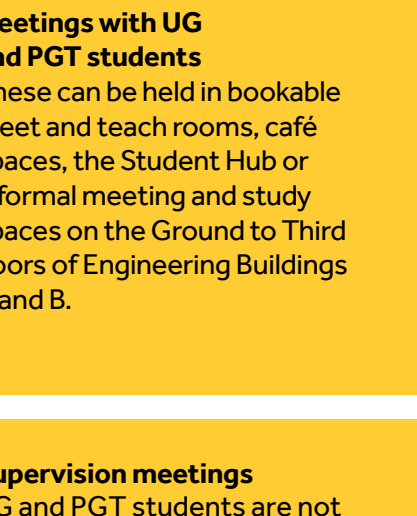 eetings with UG
nd PGT students
hese can be held in bookable
eet and teach rooms, café
paces, the Student Hub or
formal meeting and study
paces on the Ground to Third
oors of Engineering Buildings
and B.
upervision meetings
G and PGT students are not